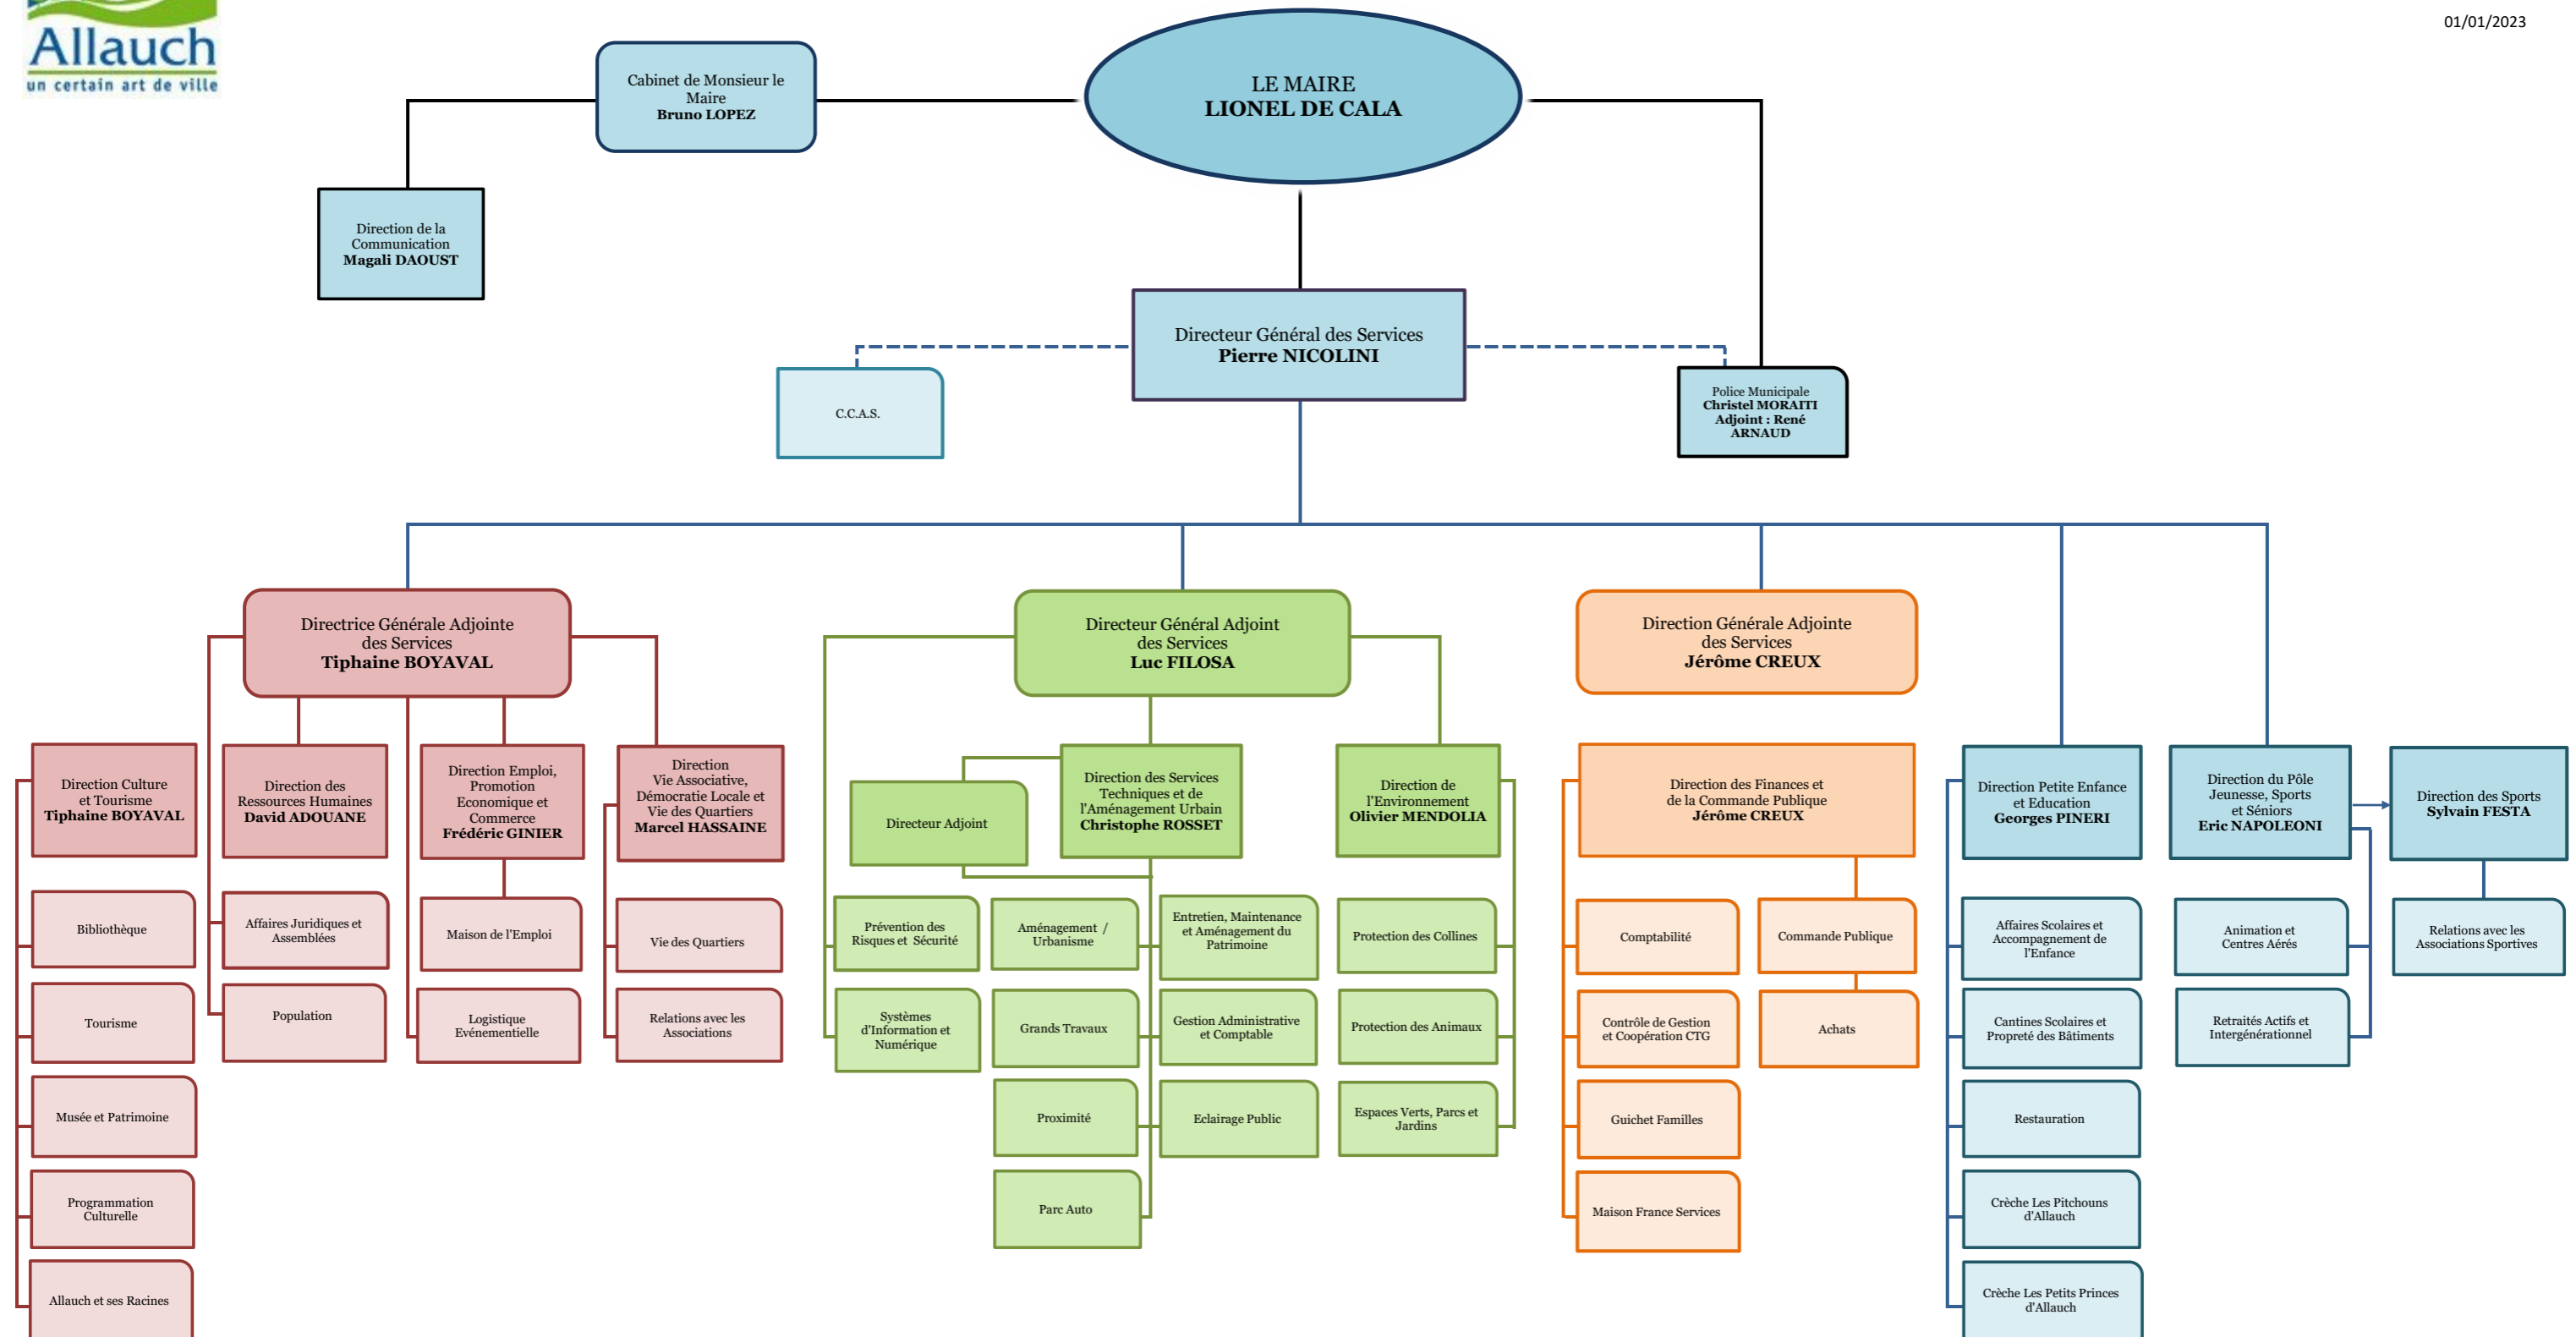 Allauch
un certain art de ville
01/01/2023
LE MAIRE
LIONEL DE CALA
Cabinet de Monsieur le
Maire
Bruno LOPEZ
Direction de la
Communication
Magali DAOUST
Directeur Général des Services
Pierre NICOLINI
C.C.A.S.
Police Municipale
Christel MORAITI
Adjoint : René
ARNAUD
Directrice Générale Adjointe
des Services
Tiphaine BOYAVAL
Directeur Général Adjoint
des Services
Luc FILOSA
Direction Générale Adjointe
des Services
Jérôme CREUX
Direction Culture
et Tourisme
Tiphaine BOYAVAL
Direction des
Ressources Humaines
David ADOUANE
Direction Emploi,
Promotion
Economique et
Commerce
Frédéric GINIER
Direction
Vie Associative,
Démocratie Locale et
Vie des Quartiers
Marcel HASSAINE
Directeur Adjoint
Direction des Services
Techniques et de
l'Aménagement Urbain
Christophe ROSSET
Direction de
l'Environnement
Olivier MENDOLIA
Direction des Finances et
de la Commande Publique
Jérôme CREUX
Direction Petite Enfance
et Education
Georges PINERI
Direction du Pôle
Jeunesse, Sports
et Séniors
Eric NAPOLEONI
Direction des Sports
Sylvain FESTA
Bibliothèque
Affaires Juridiques et
Assemblées
Maison de l'Emploi
Vie des Quartiers
Prévention des
Risques et Sécurité
Aménagement /
Urbanisme
Entretien, Maintenance
et Aménagement du
Patrimoine
Protection des Collines
Comptabilité
Commande Publique
Affaires Scolaires et
Accompagnement de
l'Enfance
Animation et
Centres Aérés
Relations avec les
Associations Sportives
Tourisme
Population
Logistique
Evénementielle
Relations avec les
Associations
Systèmes
d'Information et
Numérique
Grands Travaux
Gestion Administrative
et Comptable
Protection des Animaux
Contrôle de Gestion
et Coopération CTG
Achats
Cantines Scolaires et
Propreté des Bâtiments
Retraités Actifs et
Intergénérationnel
Musée et Patrimoine
Proximité
Eclairage Public
Espaces Verts, Parcs et
Jardins
Guichet Familles
Restauration
Programmation
Culturelle
Parc Auto
Maison France Services
Crèche Les Pitchouns
d'Allauch
Allauch et ses Racines
Crèche Les Petits Princes
d'Allauch